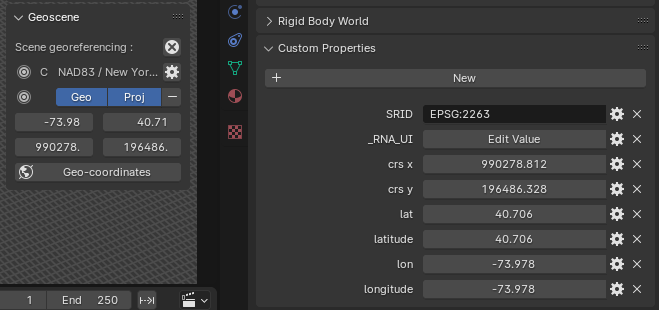 Geoscene
Scene georeferencing :
C NAD83 / New Yor...
Geo Proj
-73.98 40.71
990278. 196486.
Geo-coordinates
1 End 250
Rigid Body World
Custom Properties
New
SRID EPSG:2263
_RNA_UI Edit Value
crs x 990278.812
crs y 196486.328
lat 40.706
latitude 40.706
lon -73.978
longitude -73.978